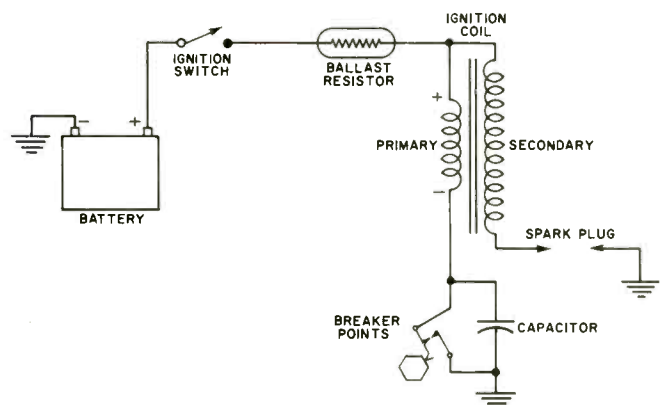 IGNITION
COIL
IGNITION
SWITCH
BALLAST
RESISTOR
-
+
+
PRIMARY
SECONDARY
-
BATTERY
SPARK PLUG
BREAKER
POINTS
CAPACITOR